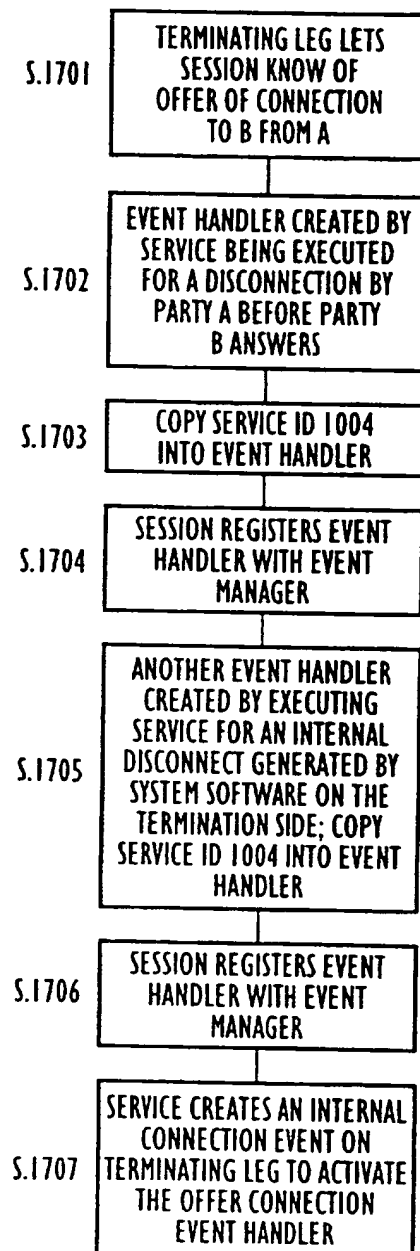 S.1701
TERMINATING LEG LETS
SESSION KNOW OF
OFFER OF CONNECTION
TO B FROM A
S.1702
EVENT HANDLER CREATED BY
SERVICE BEING EXECUTED
FOR A DISCONNECTION BY
PARTY A BEFORE PARTY
B ANSWERS
S.1703
COPY SERVICE ID 1004
INTO EVENT HANDLER
S.1704
SESSION REGISTERS EVENT
HANDLER WITH EVENT
MANAGER
S.1705
ANOTHER EVENT HANDLER
CREATED BY EXECUTING
SERVICE FOR AN INTERNAL
DISCONNECT GENERATED BY
SYSTEM SOFTWARE ON THE
TERMINATION SIDE; COPY
SERVICE ID 1004 INTO EVENT
HANDLER
S.1706
SESSION REGISTERS EVENT
HANDLER WITH EVENT
MANAGER
S.1707
SERVICE CREATES AN INTERNAL
CONNECTION EVENT ON
TERMINATING LEG TO ACTIVATE
THE OFFER CONNECTION
EVENT HANDLER